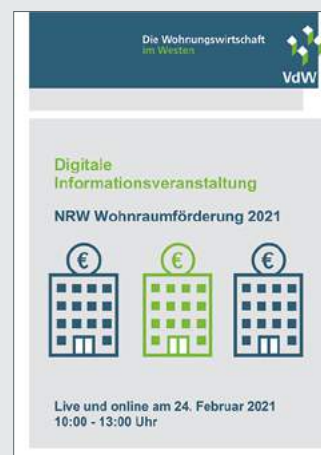 Die Wohnungswirtschaft
im Westen
VdW
Digitale
Informationsveranstaltung
NRW Wohnraumförderung 2021
€ € €
Live und online am 24. Februar 2021
10:00 - 13:00 Uhr